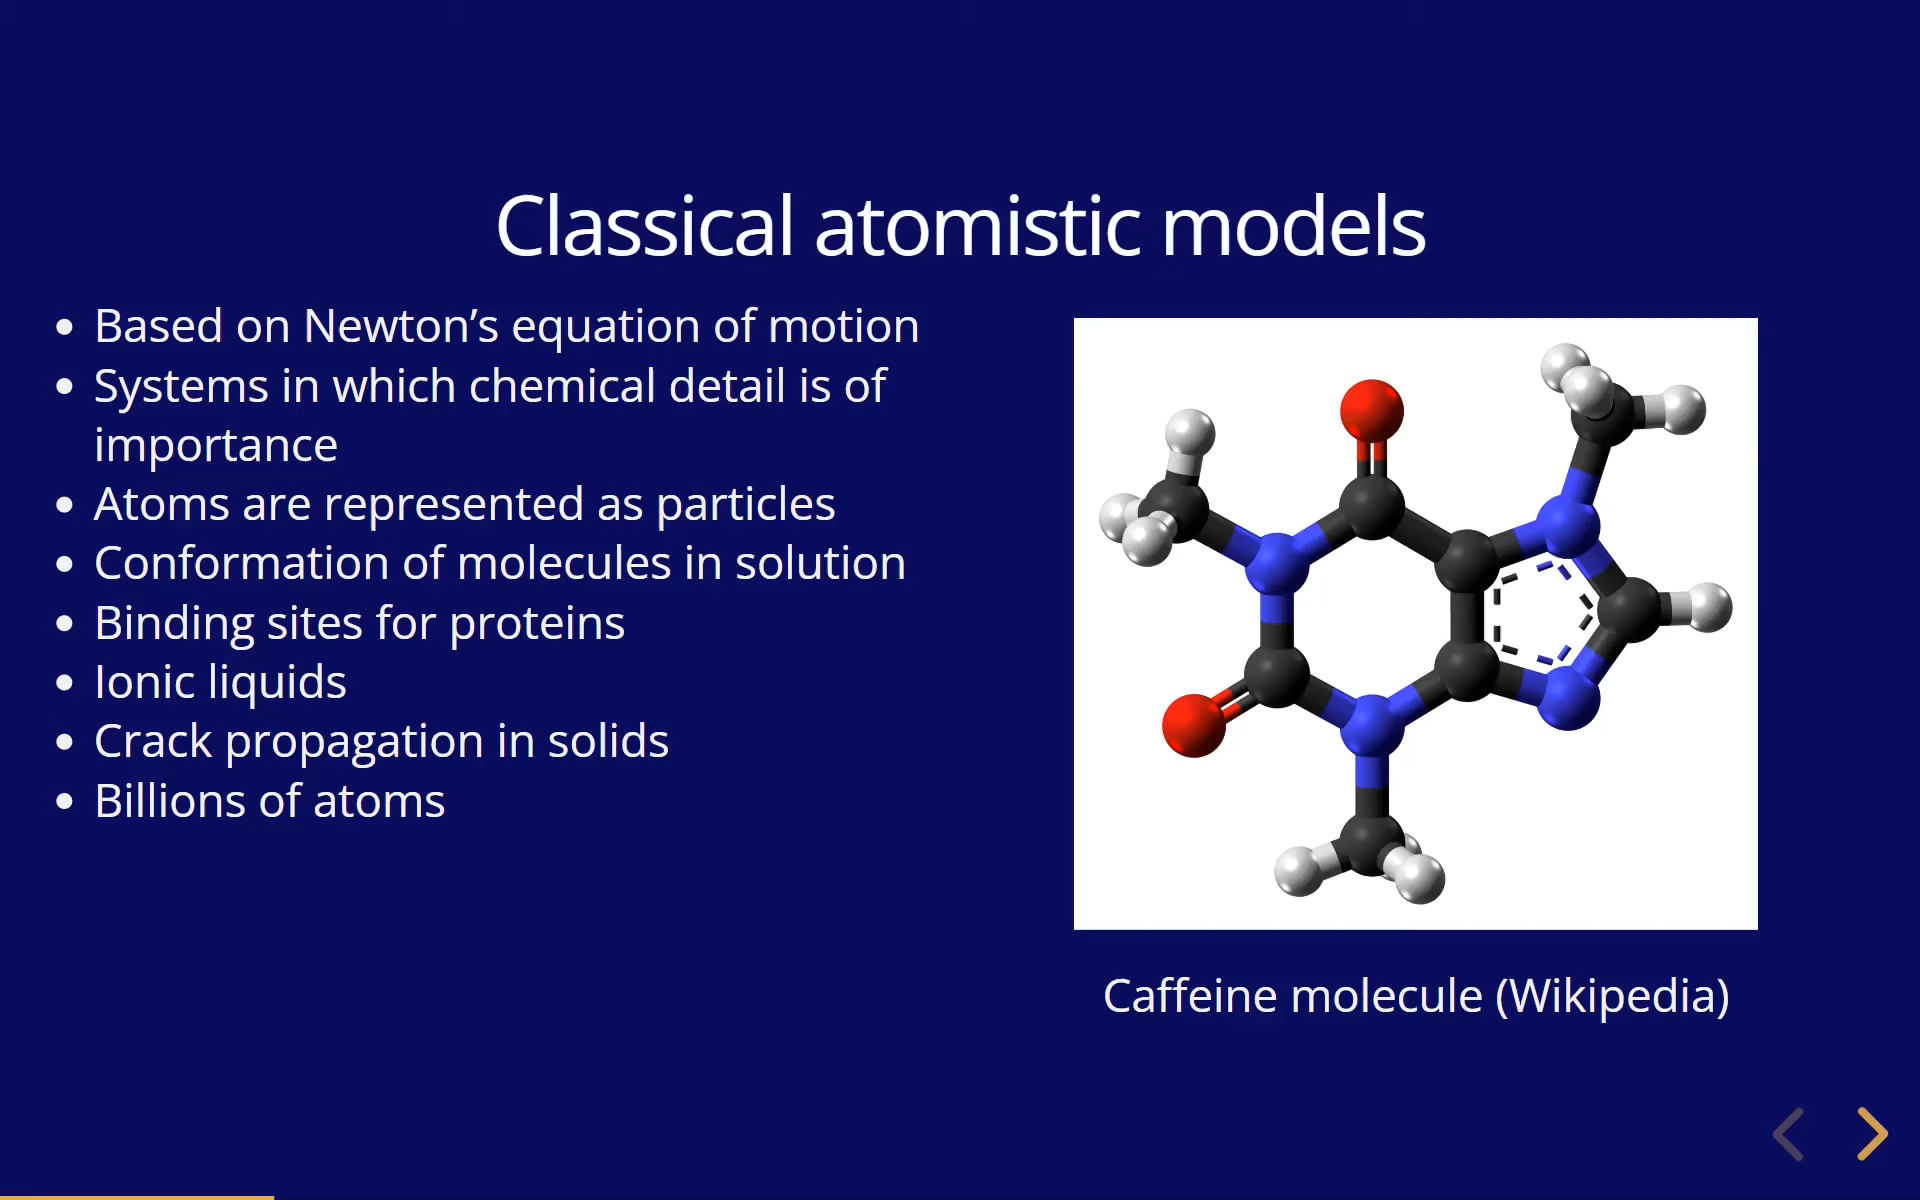 Classical atomistic models
• Based on Newton’s equation of motion
• Systems in which chemical detail is of
importance
• Atoms are represented as particles
• Conformation of molecules in solution
• Binding sites for proteins
• Ionic liquids
• Crack propagation in solids
• Billions of atoms
Caffeine molecule (Wikipedia)